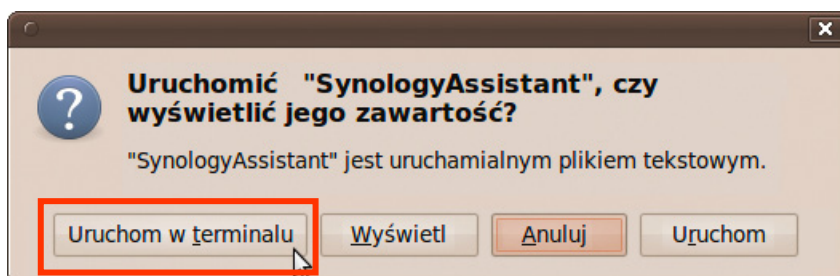 Uruchomić "SynologyAssistant", czy
wyświetlić jego zawartość?
"SynologyAssistant" jest uruchamialnym plikiem tekstowym.
Uruchom w terminalu Wyświetl Anuluj Uruchom